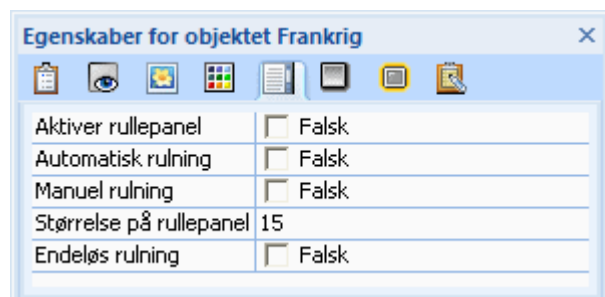 Egenskaber for objektet Frankrig
Aktiver rullepanel Falsk
Automatisk rulning Falsk
Manuel rulning Falsk
Størrelse på rullepanel 15
Endeløs rulning Falsk